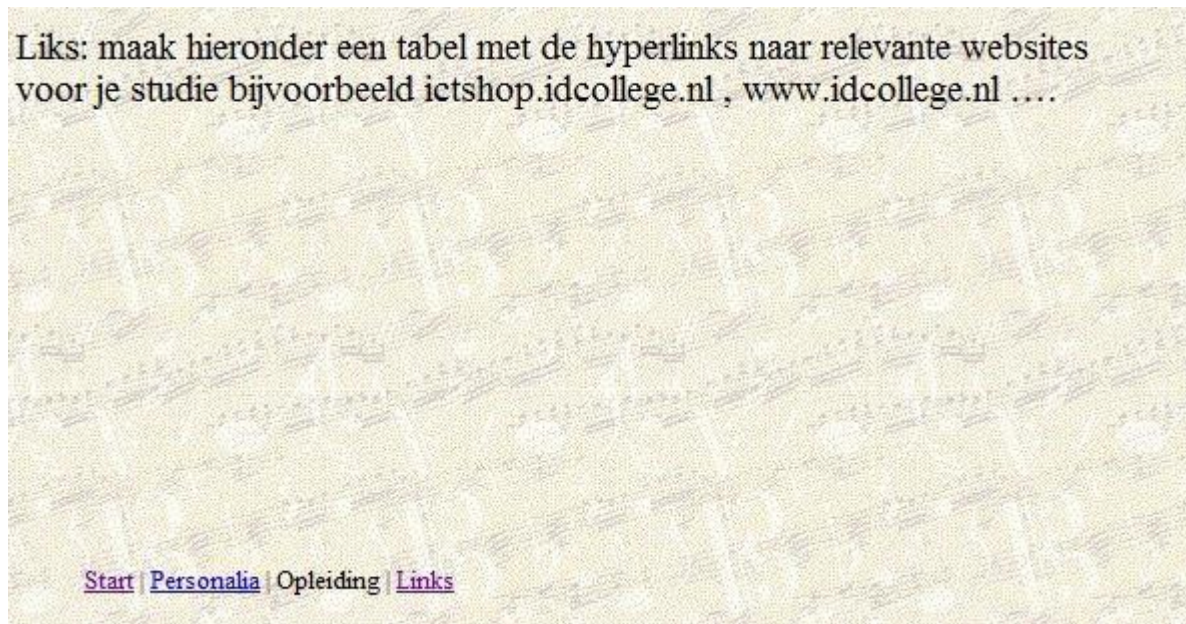 Liks: maak hieronder een tabel met de hyperlinks naar relevante websites
voor je studie bijvoorbeeld ictshop.idcollege.nl , www.idcollege.nl ….
Start | Personalia | Opleiding | Links